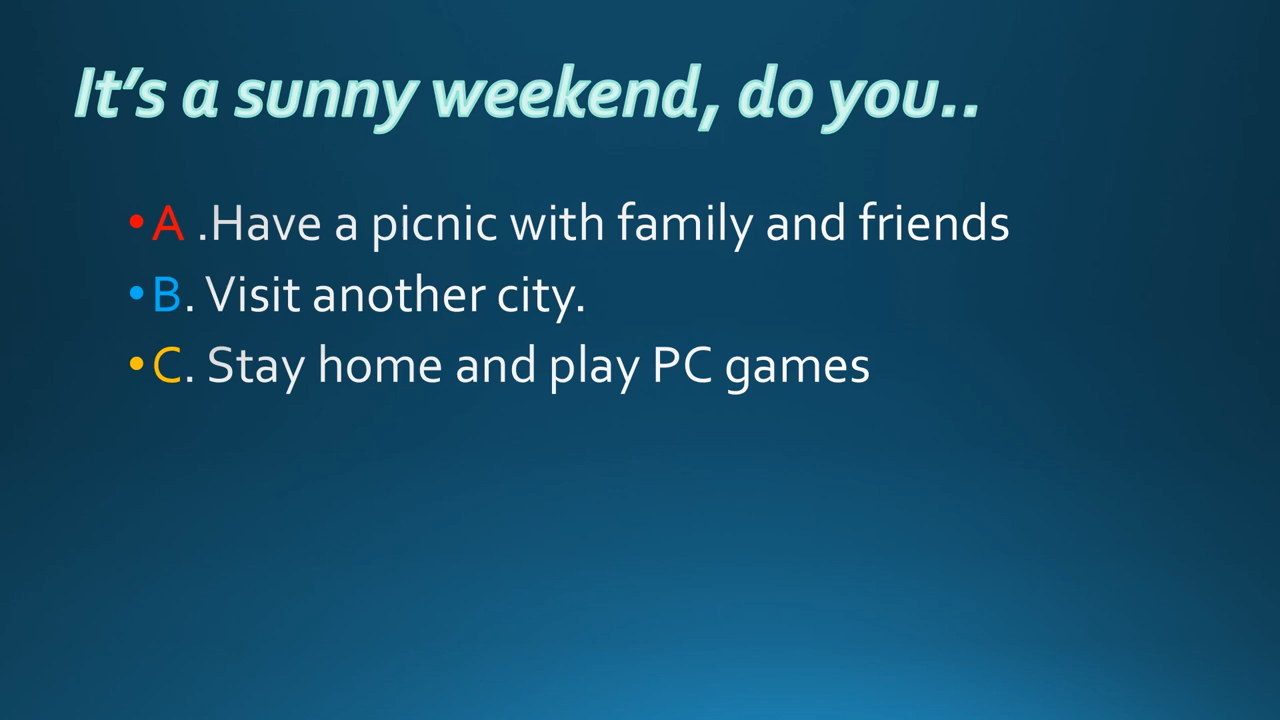 It’s a sunny weekend, do you..
•A .Have a picnic with family and friends
•B. Visit another city.
•C. Stay home and play PC games